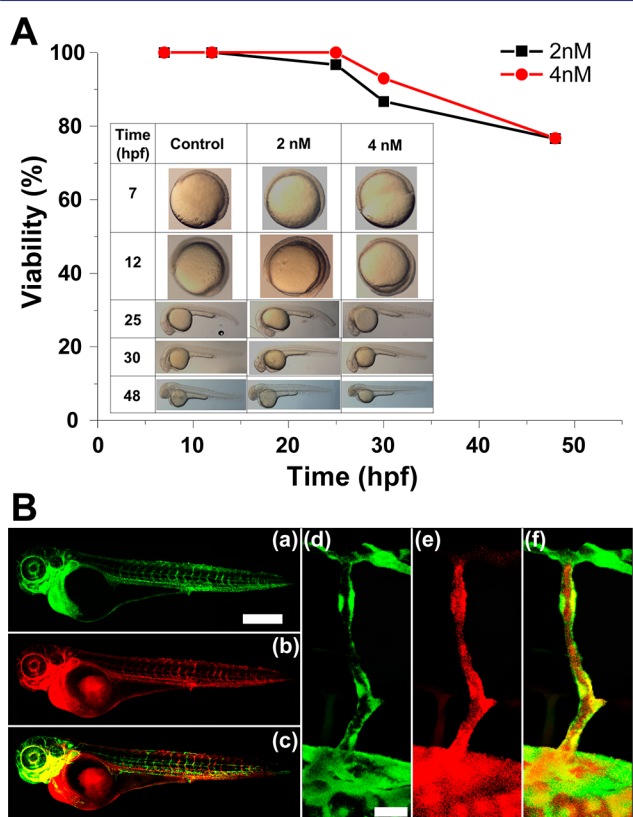 A
100
80
60
40
20
0
Viability (%)
2nM
4nM
Time (hpf) Control 2 nM 4 nM
7
12
25
30
48
0 10 20 30 40 50
Time (hpf)
B
(a)
(b)
(c)
(d)
(e)
(f)